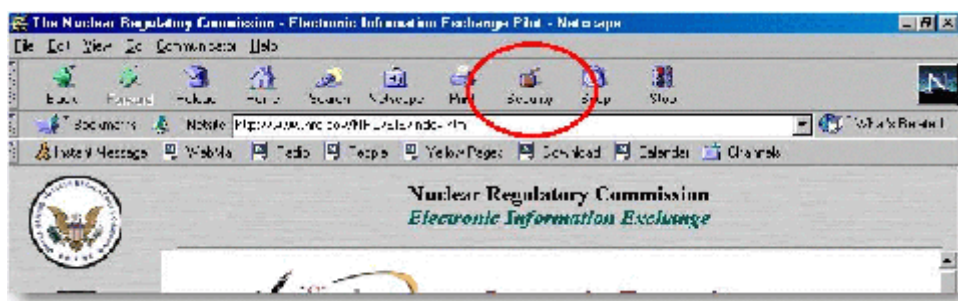 The Nuclear Regulatory Commission - Electronic Information Exchange Pilot - Netscape
File Edit View Go Communicator Help
Back Forward Reload Home Search Netscape Print Security Shop Stop
Bookmarks Netsite What's Related
Instant Message WebMail Radio People Yellow Pages Download Calendar Channels
Nuclear Regulatory Commission
Electronic Information Exchange